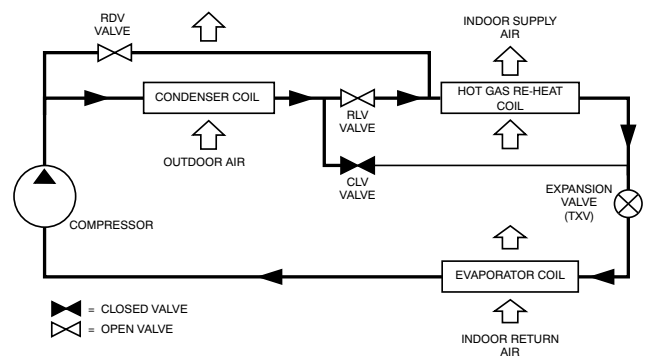 RDV
VALVE
INDOOR SUPPLY
AIR
CONDENSER COIL
HOT GAS RE-HEAT
COIL
RLV
VALVE
OUTDOOR AIR
CLV
VALVE
EXPANSION
VALVE
(TXV)
COMPRESSOR
EVAPORATOR COIL
= CLOSED VALVE
= OPEN VALVE
INDOOR RETURN
AIR